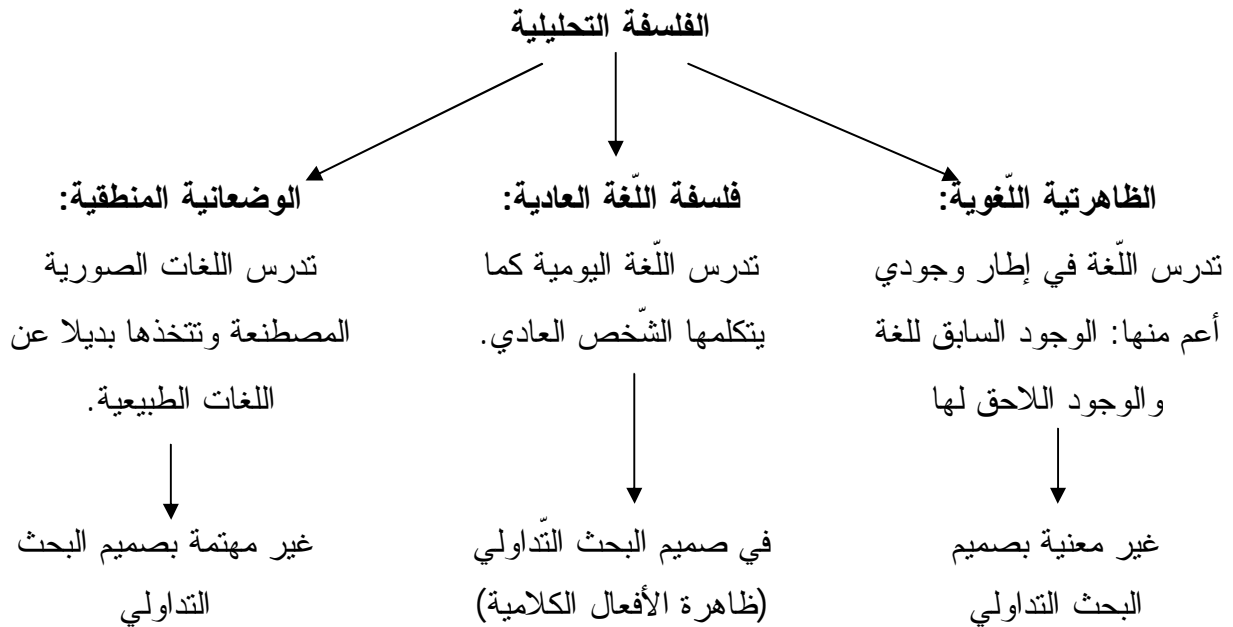 الفلسفة التحليلية
الظاهرتية اللّغوية:
تدرس اللّغة في إطار وجودي
أعم منها: الوجود السابق للغة
والوجود اللاحق لها
غير معنية بصميم
البحث التداولي
فلسفة اللّغة العادية:
تدرس اللّغة اليومية كما
يتكلمها الشّخص العادي.
في صميم البحث التّداولي
(ظاهرة الأفعال الكلامية)
الوضعانية المنطقية:
تدرس اللغات الصورية
المصطنعة وتتخذها بديلا عن
اللغات الطبيعية.
غير مهتمة بصميم البحث
التداولي